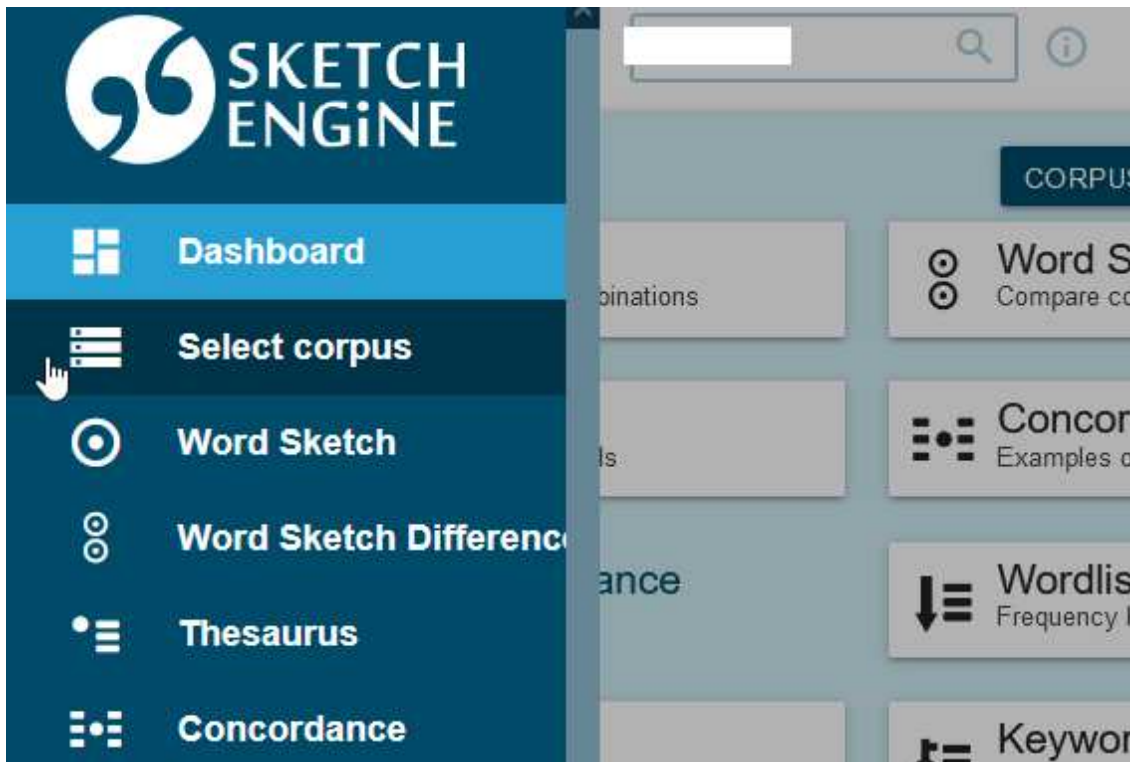 SKETCH
ENGiNE
Dashboard
Select corpus
Word Sketch
Word Sketch Differenc
Thesaurus
Concordance
CORPUS
binations
Word S
Compare co
ls
Concor
Examples o
ance
Wordlis
Frequency l
Keywor